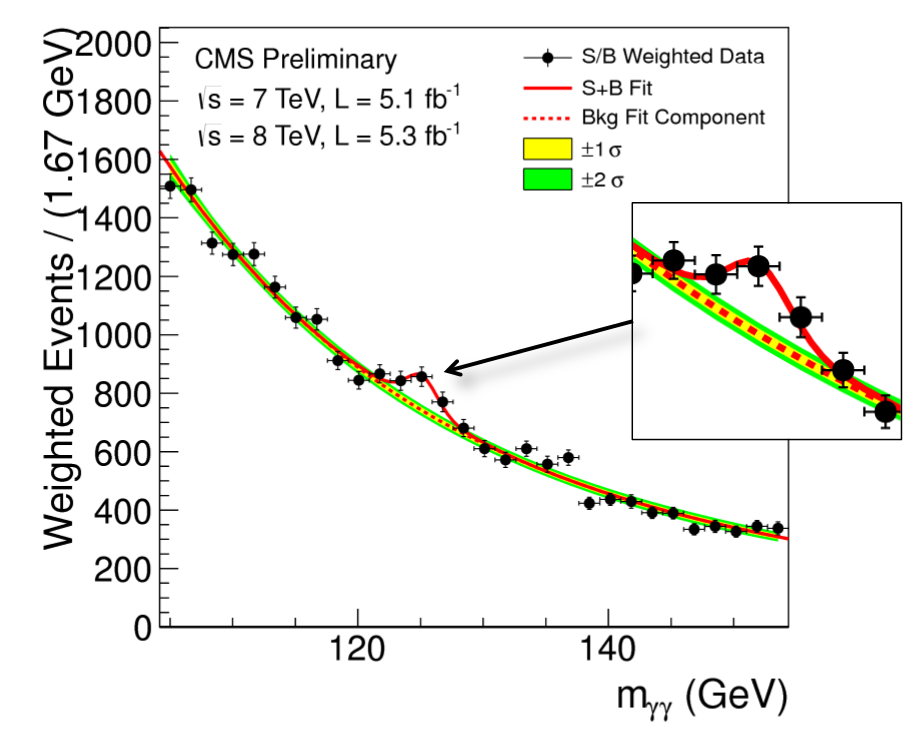 Weighted Events / (1.67 GeV)
2000
1800
1600
1400
1200
1000
800
600
400
200
0
CMS Preliminary
√s = 7 TeV, L = 5.1 fb⁻¹
√s = 8 TeV, L = 5.3 fb⁻¹
S/B Weighted Data
S+B Fit
Bkg Fit Component
±1 σ
±2 σ
120
140
mγγ (GeV)